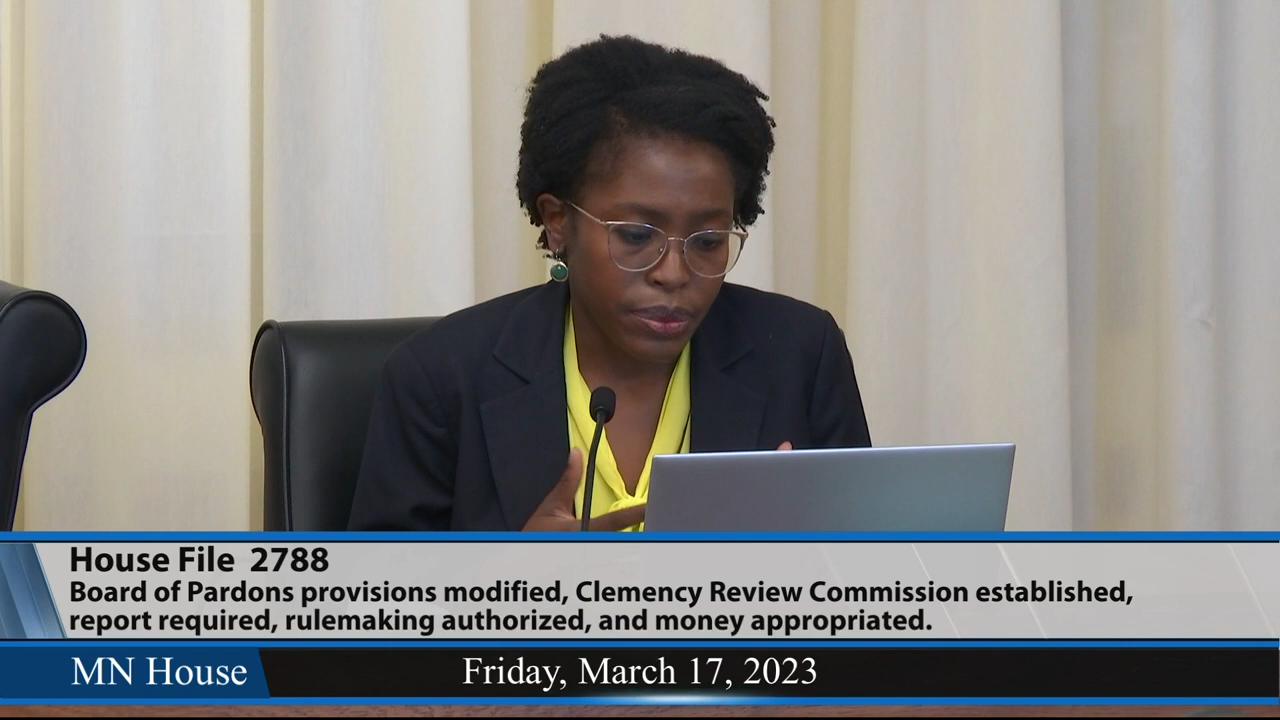 House File 2788
Board of Pardons provisions modified, Clemency Review Commission established,
report required, rulemaking authorized, and money appropriated.
MN House
Friday, March 17, 2023